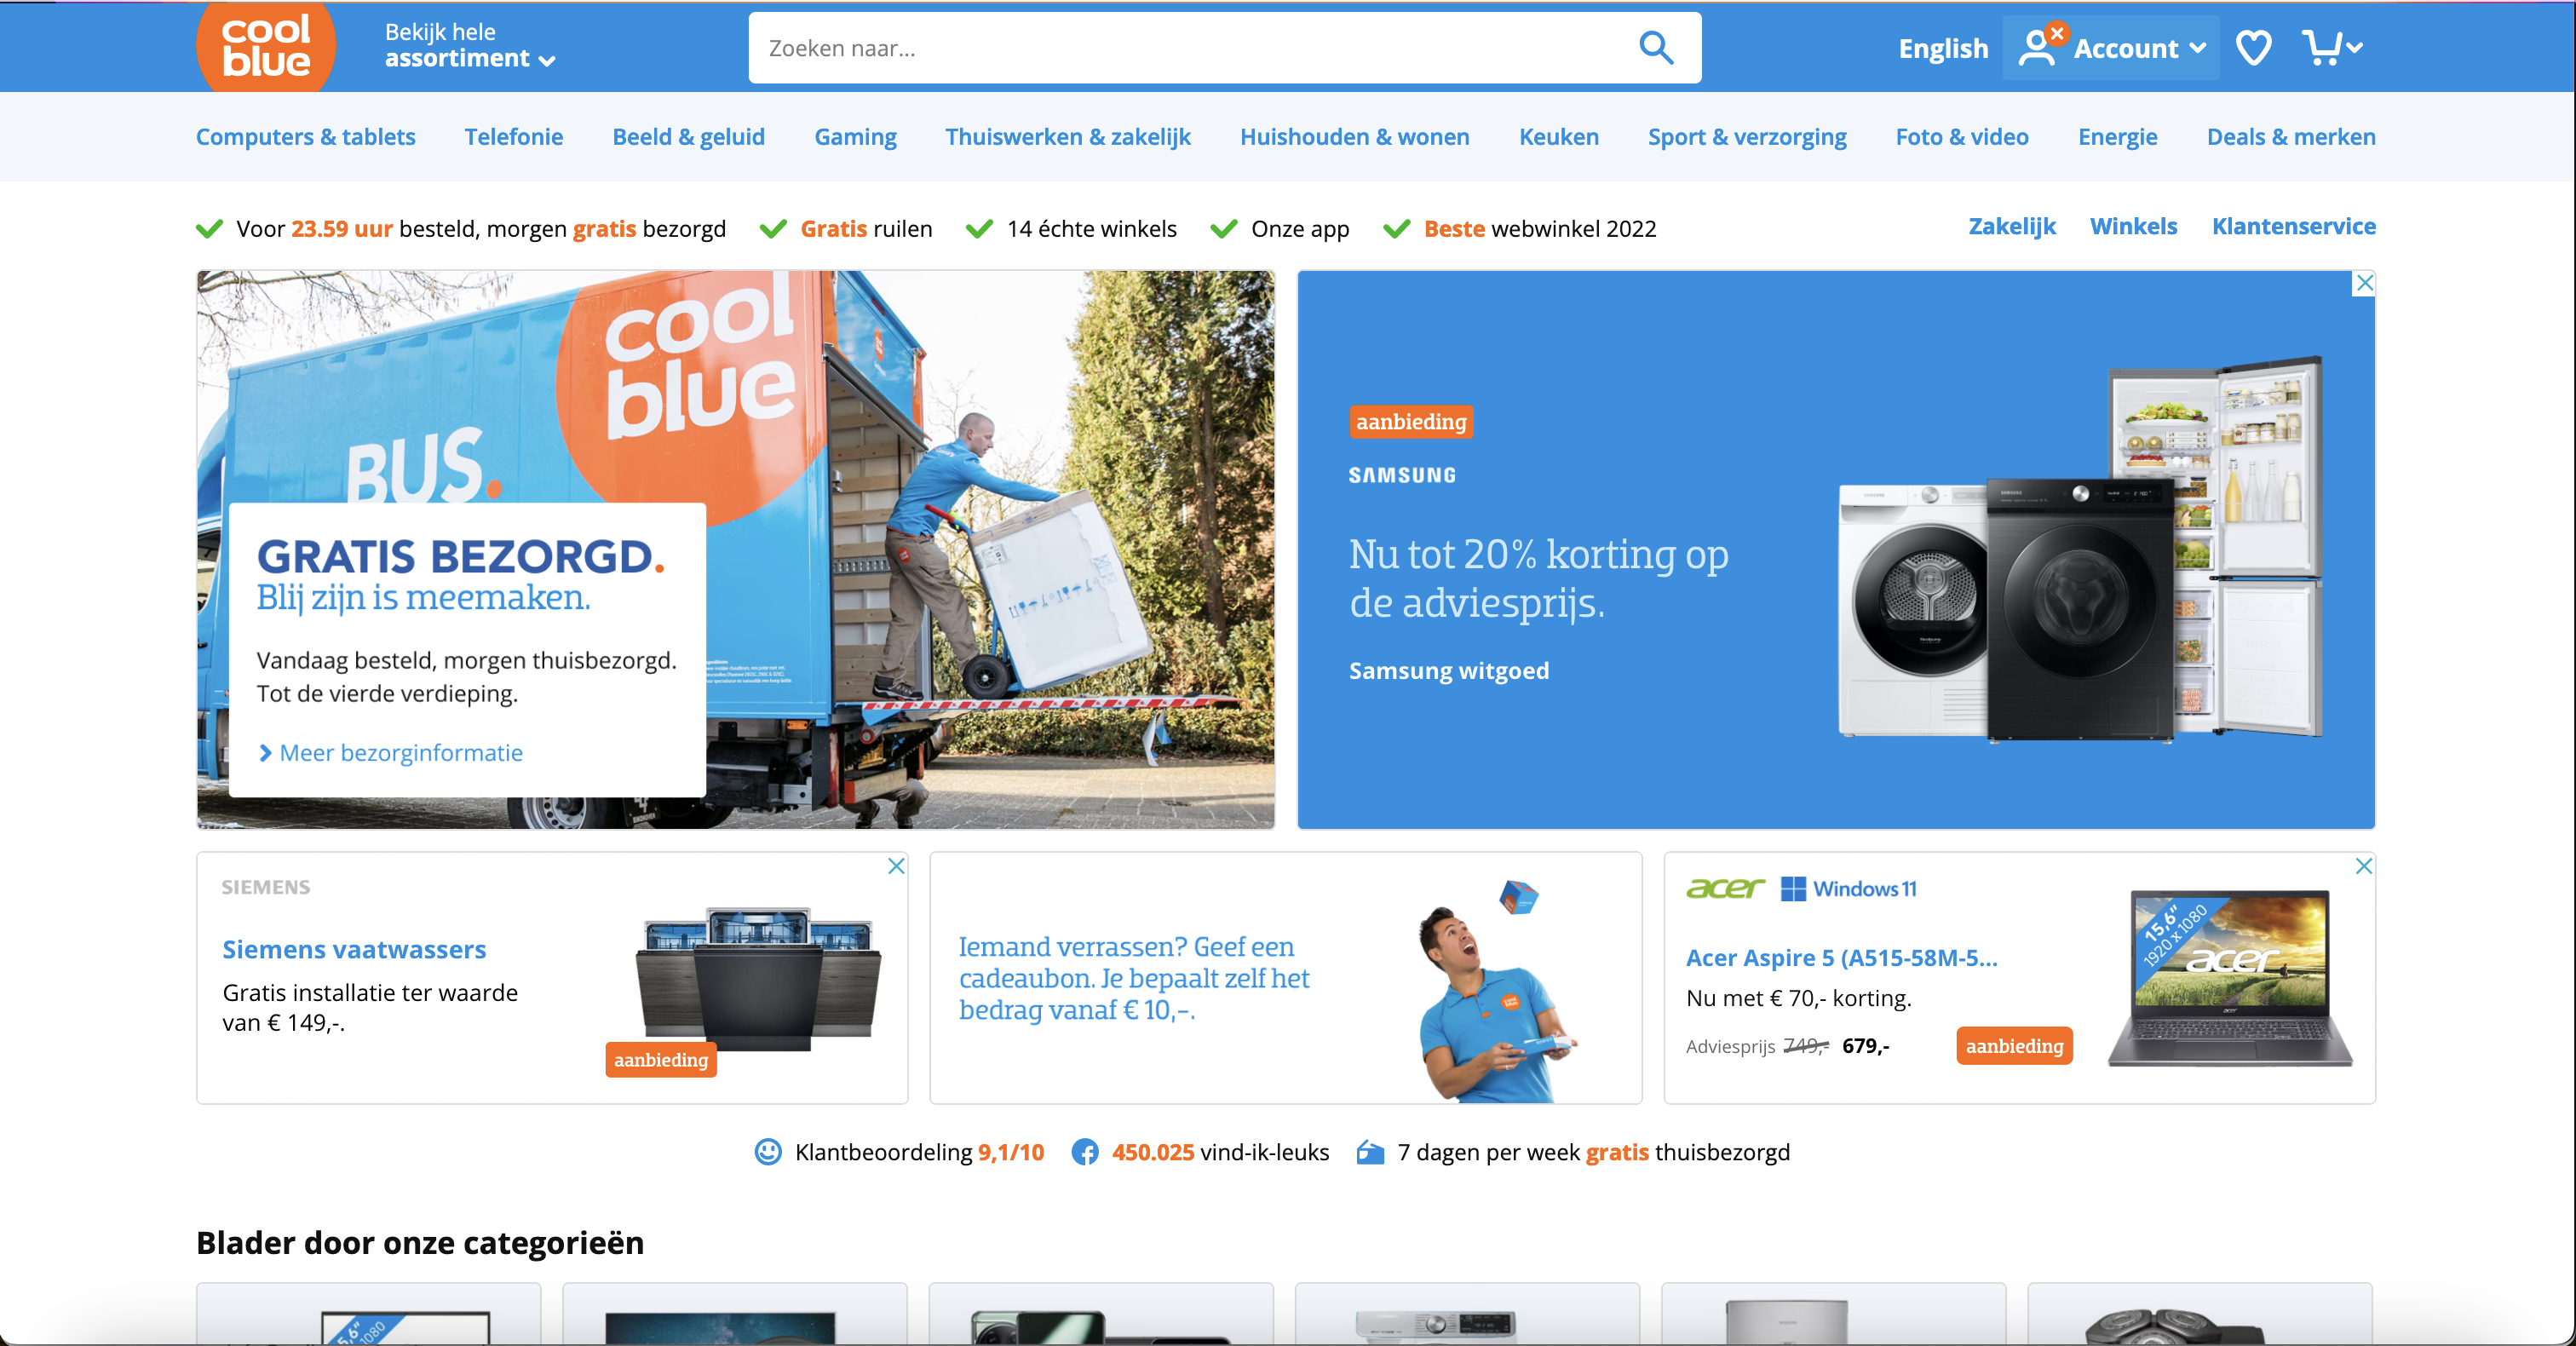 cool
blue
Bekijk hele
assortiment
Zoeken naar...
English
Account
Computers & tablets
Telefonie
Beeld & geluid
Gaming
Thuiswerken & zakelijk
Huishouden & wonen
Keuken
Sport & verzorging
Foto & video
Energie
Deals & merken
Voor 23.59 uur besteld, morgen gratis bezorgd
Gratis ruilen
14 échte winkels
Onze app
Beste webwinkel 2022
Zakelijk
Winkels
Klantenservice
cool
blue
BUS.
GRATIS BEZORGD.
Blij zijn is meemaken.
Vandaag besteld, morgen thuisbezorgd.
Tot de vierde verdieping.
Meer bezorginformatie
aanbieding
SAMSUNG
Nu tot 20% korting op
de adviesprijs.
Samsung witgoed
SIEMENS
Siemens vaatwassers
Gratis installatie ter waarde
van € 149,-.
aanbieding
Iemand verrassen? Geef een
cadeaubon. Je bepaalt zelf het
bedrag vanaf € 10,-.
cool
blue
acer
Windows 11
Acer Aspire 5 (A515-58M-5...
Nu met € 70,- korting.
Adviesprijs 749,- 679,-
aanbieding
15,6"
1920 x 1080
acer
acer
Klantbeoordeling 9,1/10
450.025 vind-ik-leuks
7 dagen per week gratis thuisbezorgd
Blader door onze categorieën
5,6"
1080